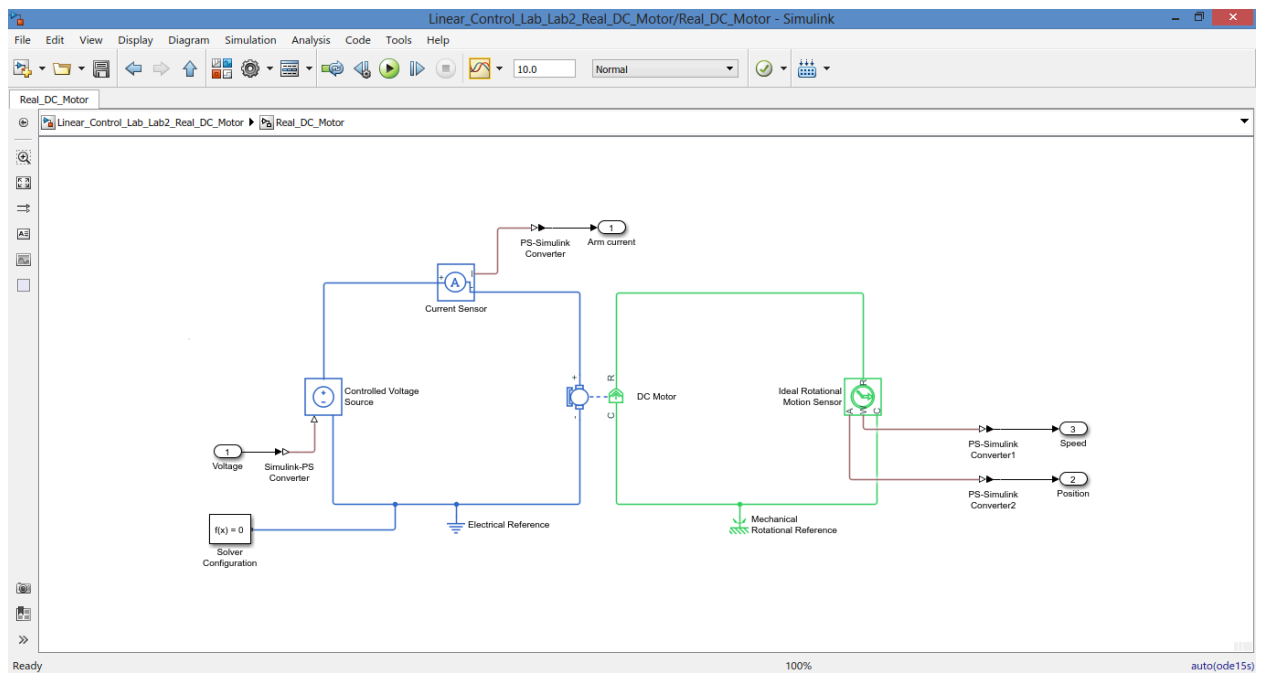 Linear_Control_Lab_Lab2_Real_DC_Motor/Real_DC_Motor - Simulink
File Edit View Display Diagram Simulation Analysis Code Tools Help
10.0 Normal
Real_DC_Motor
Linear_Control_Lab_Lab2_Real_DC_Motor Real_DC_Motor
1
PS-Simulink
Converter
Arm current
+ A I
-
Current Sensor
+
-
Controlled Voltage
Source
+
-
R
C
DC Motor
Ideal Rotational
Motion Sensor
R
A W C
1
Voltage
Simulink-PS
Converter
3
PS-Simulink
Converter1
Speed
2
PS-Simulink
Converter2
Position
f(x) = 0
Solver
Configuration
Electrical Reference
Mechanical
Rotational Reference
Ready 100% auto(ode15s)